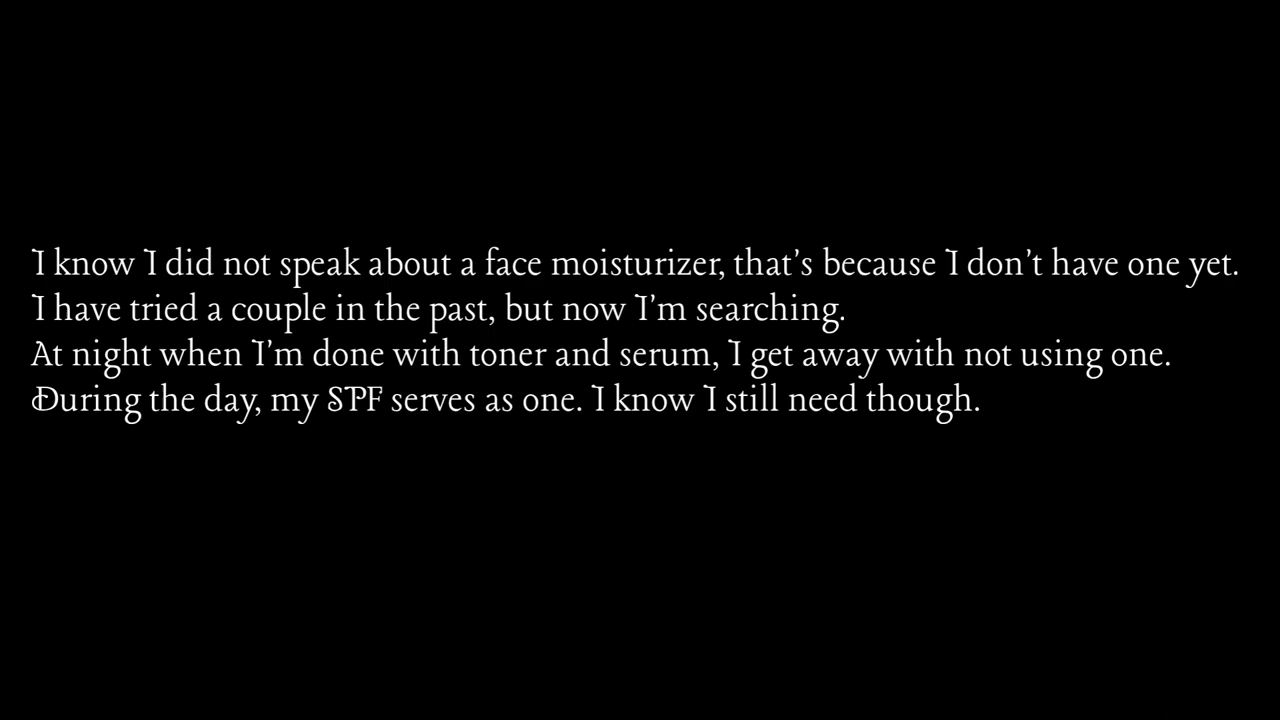 I know I did not speak about a face moisturizer, that's because I don't have one yet.
I have tried a couple in the past, but now I'm searching.
At night when I'm done with toner and serum, I get away with not using one.
During the day, my SPF serves as one. I know I still need though.